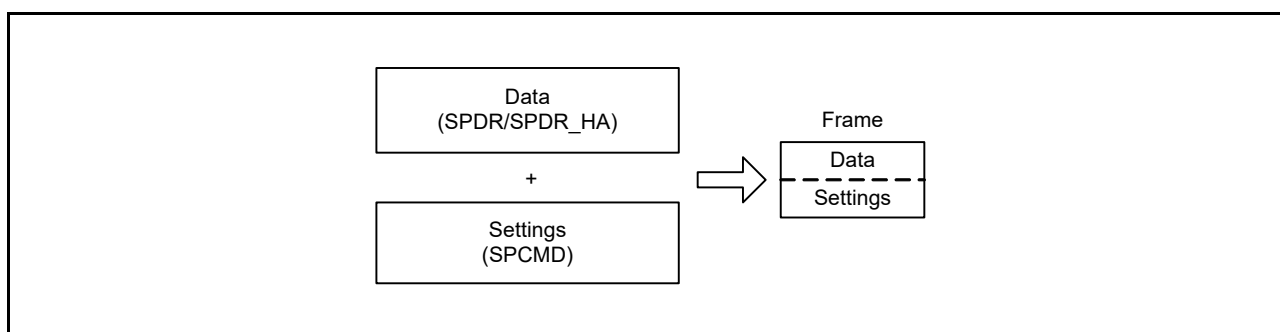 Data
(SPDR/SPDR_HA)
+
Settings
(SPCMD)
Frame
Data
Settings